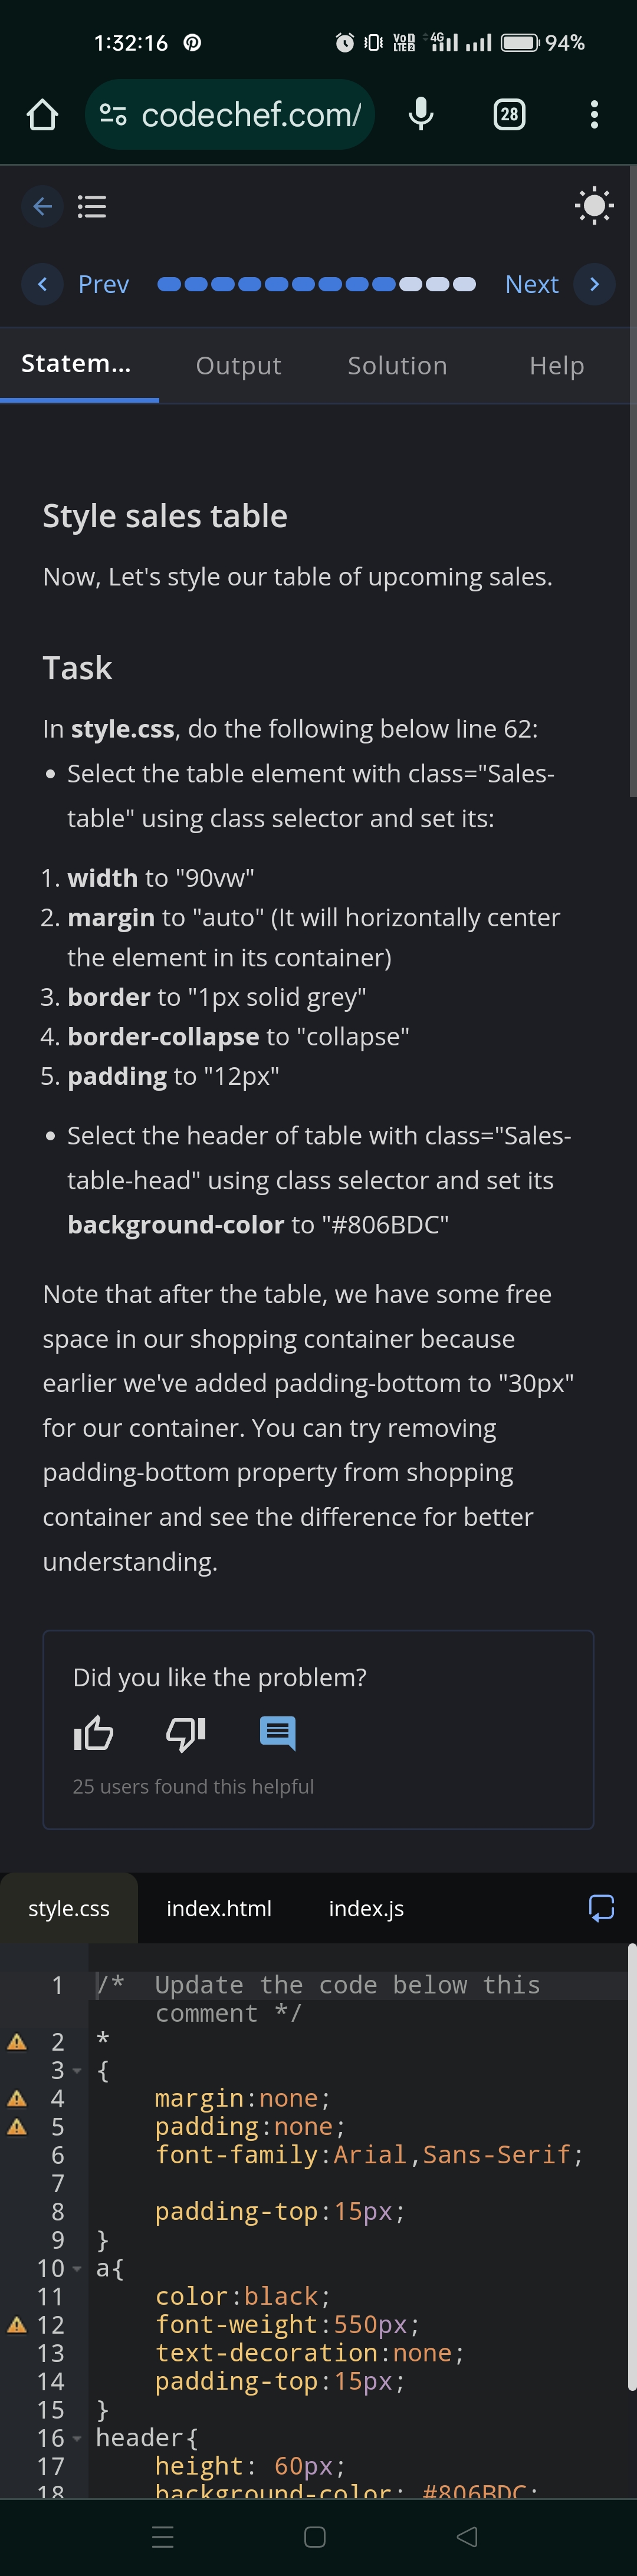 1:32:16 VoD LTE2 4G 94%
codechef.com/ 28
Prev Next
Statem... Output Solution Help
Style sales table
Now, Let's style our table of upcoming sales.
Task
In style.css, do the following below line 62:
• Select the table element with class="Sales-
table" using class selector and set its:
1. width to "90vw"
2. margin to "auto" (It will horizontally center
the element in its container)
3. border to "1px solid grey"
4. border-collapse to "collapse"
5. padding to "12px"
• Select the header of table with class="Sales-
table-head" using class selector and set its
background-color to "#806BDC"
Note that after the table, we have some free
space in our shopping container because
earlier we've added padding-bottom to "30px"
for our container. You can try removing
padding-bottom property from shopping
container and see the difference for better
understanding.
Did you like the problem?
25 users found this helpful
style.css index.html index.js
1 /* Update the code below this
comment */
2 *
3 {
4 margin:none;
5 padding:none;
6 font-family:Arial,Sans-Serif;
7
8 padding-top:15px;
9 }
10 a{
11 color:black;
12 font-weight:550px;
13 text-decoration:none;
14 padding-top:15px;
15 }
16 header{
17 height: 60px;
18 background-color: #806BDC;